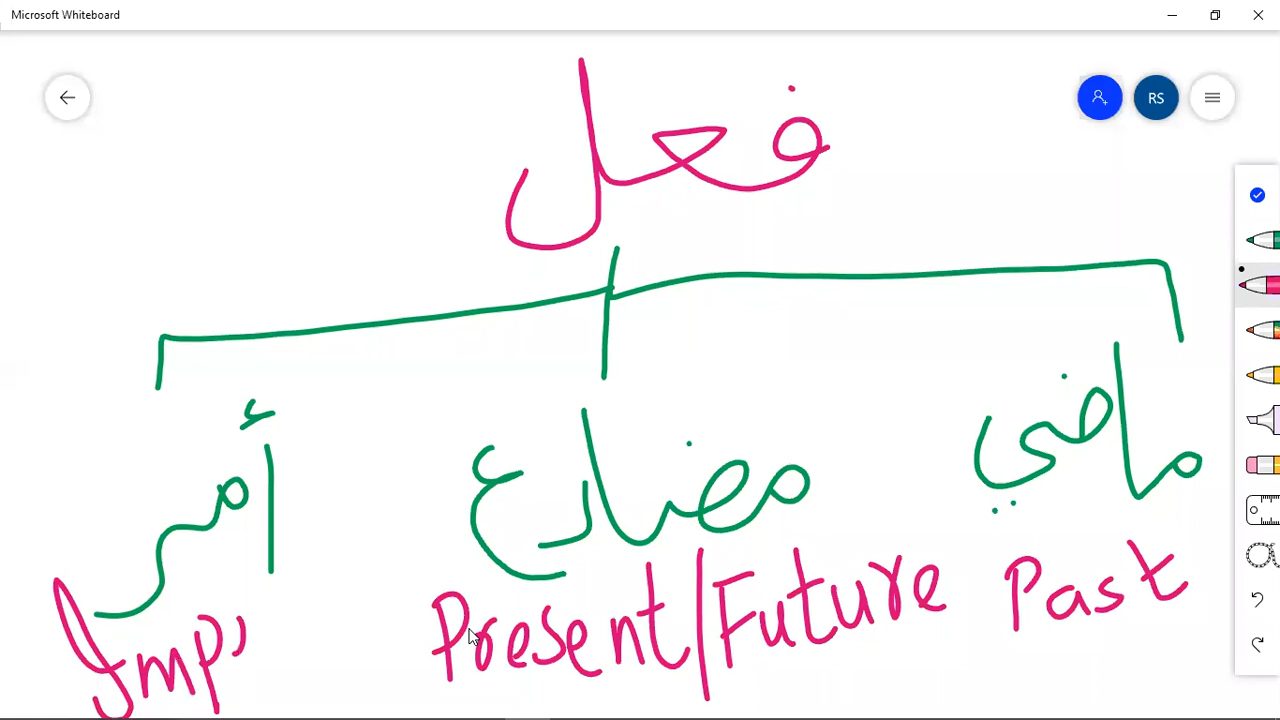 Microsoft Whiteboard
RS
فعل
ماضي مضارع أمر
Past Present/Future Imp